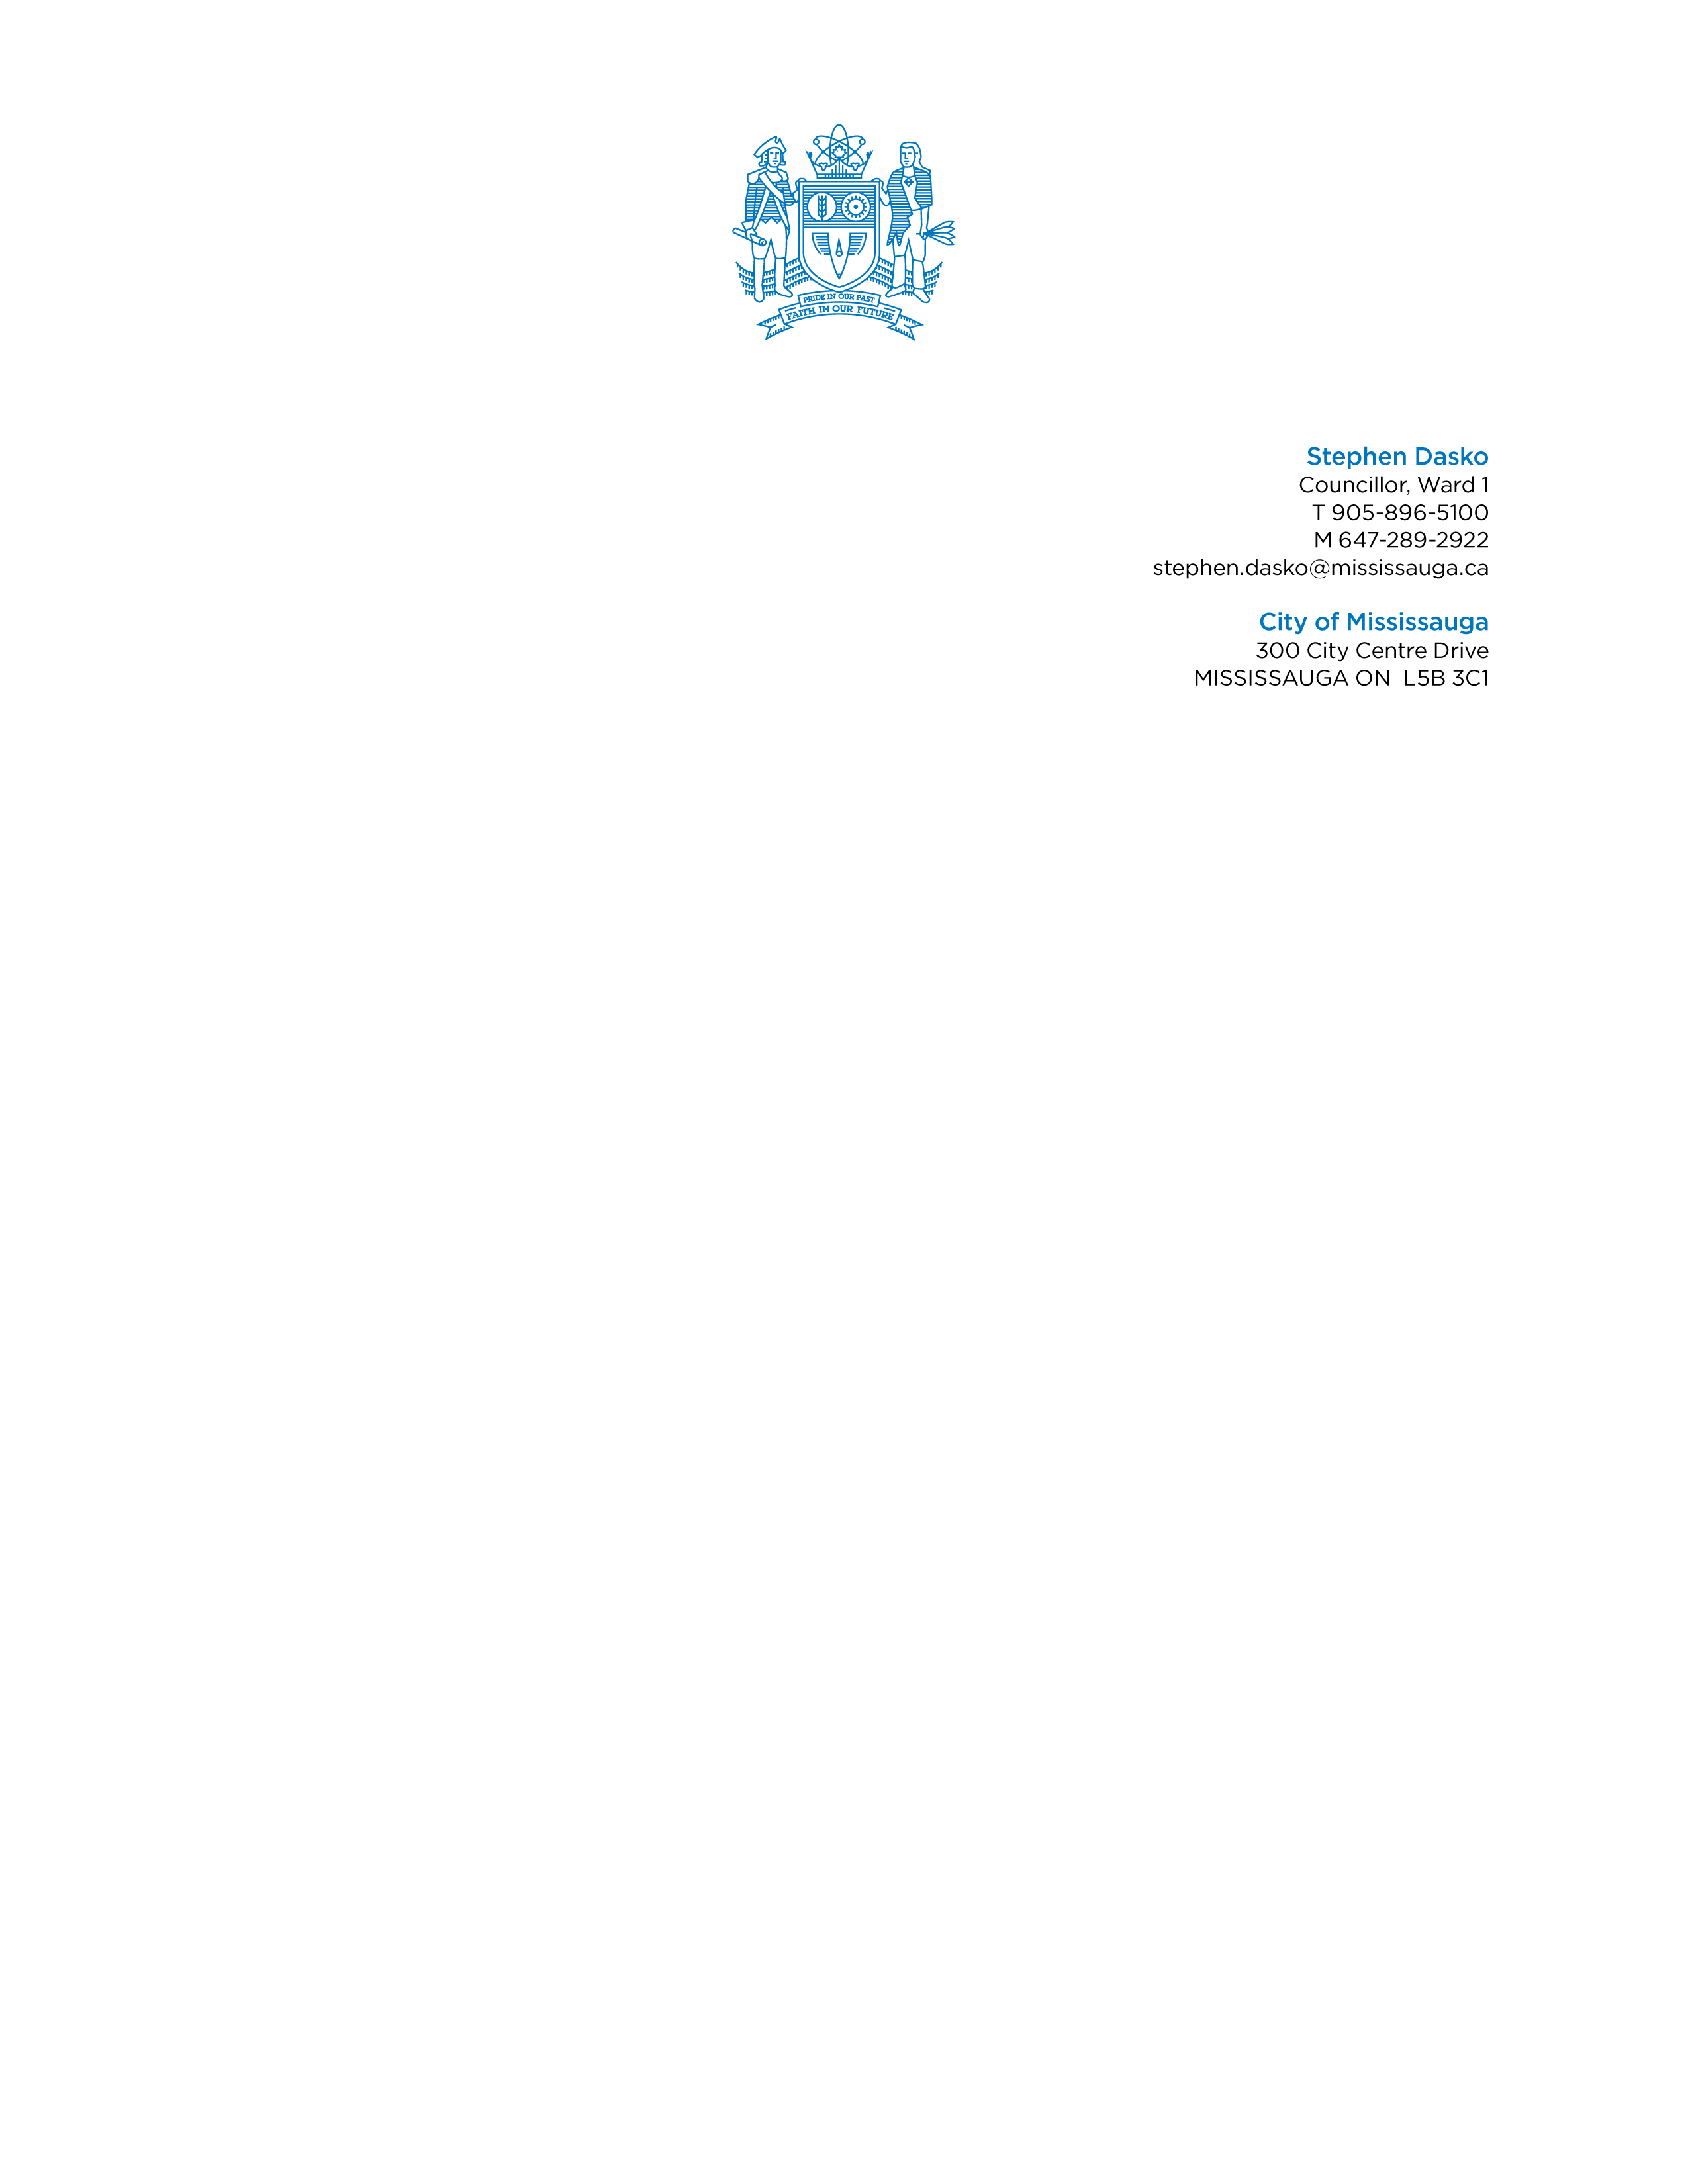 PRIDE IN OUR PAST
FAITH IN OUR FUTURE
Stephen Dasko
Councillor, Ward 1
T 905-896-5100
M 647-289-2922
stephen.dasko@mississauga.ca
City of Mississauga
300 City Centre Drive
MISSISSAUGA ON  L5B 3C1